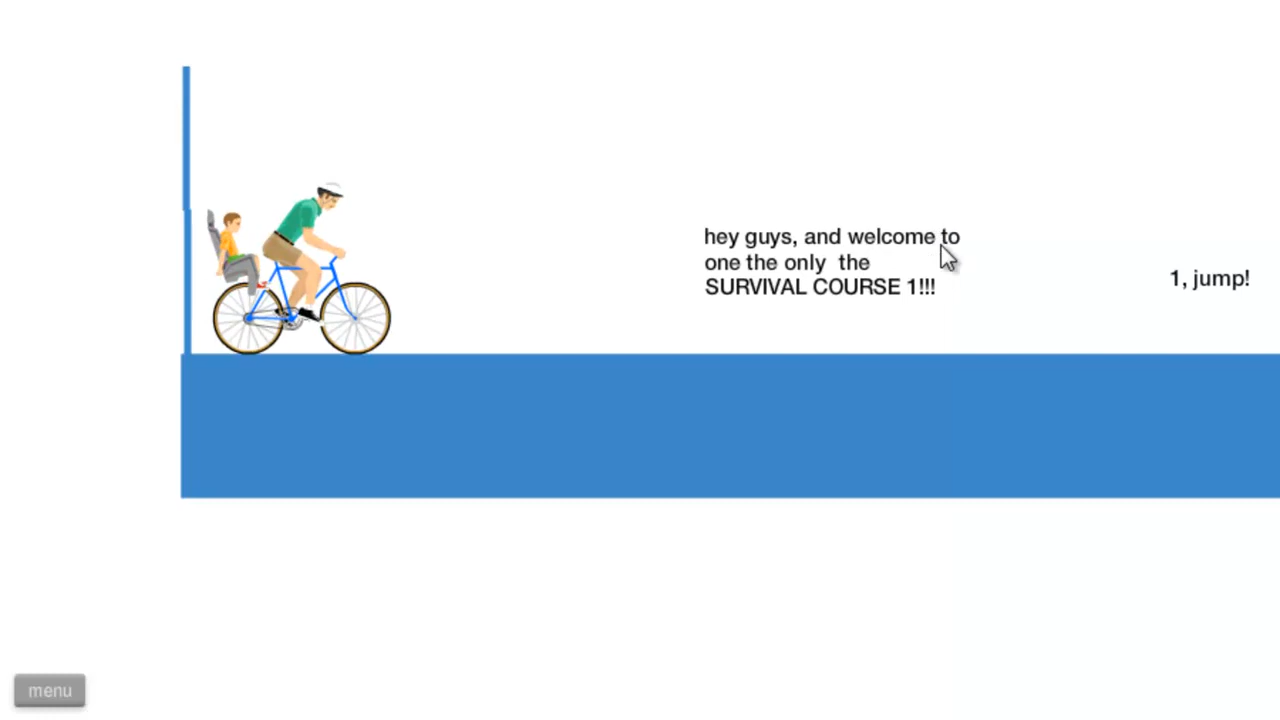 hey guys, and welcome to
one the only  the
SURVIVAL COURSE 1!!!
1, jump!
menu